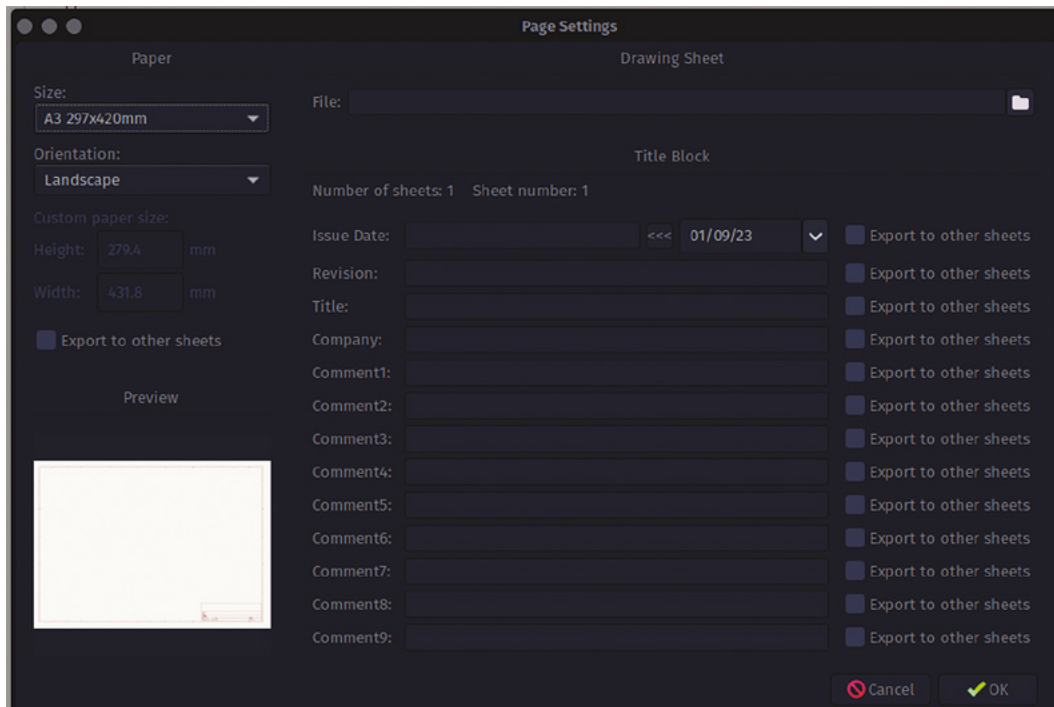 Page Settings
Paper
Size:
A3 297x420mm
Orientation:
Landscape
Custom paper size:
Height: 279.4 mm
Width: 431.8 mm
Export to other sheets
Preview
Drawing Sheet
File:
Title Block
Number of sheets: 1 Sheet number: 1
Issue Date: <<< 01/09/23 Export to other sheets
Revision: Export to other sheets
Title: Export to other sheets
Company: Export to other sheets
Comment1: Export to other sheets
Comment2: Export to other sheets
Comment3: Export to other sheets
Comment4: Export to other sheets
Comment5: Export to other sheets
Comment6: Export to other sheets
Comment7: Export to other sheets
Comment8: Export to other sheets
Comment9: Export to other sheets
Cancel OK